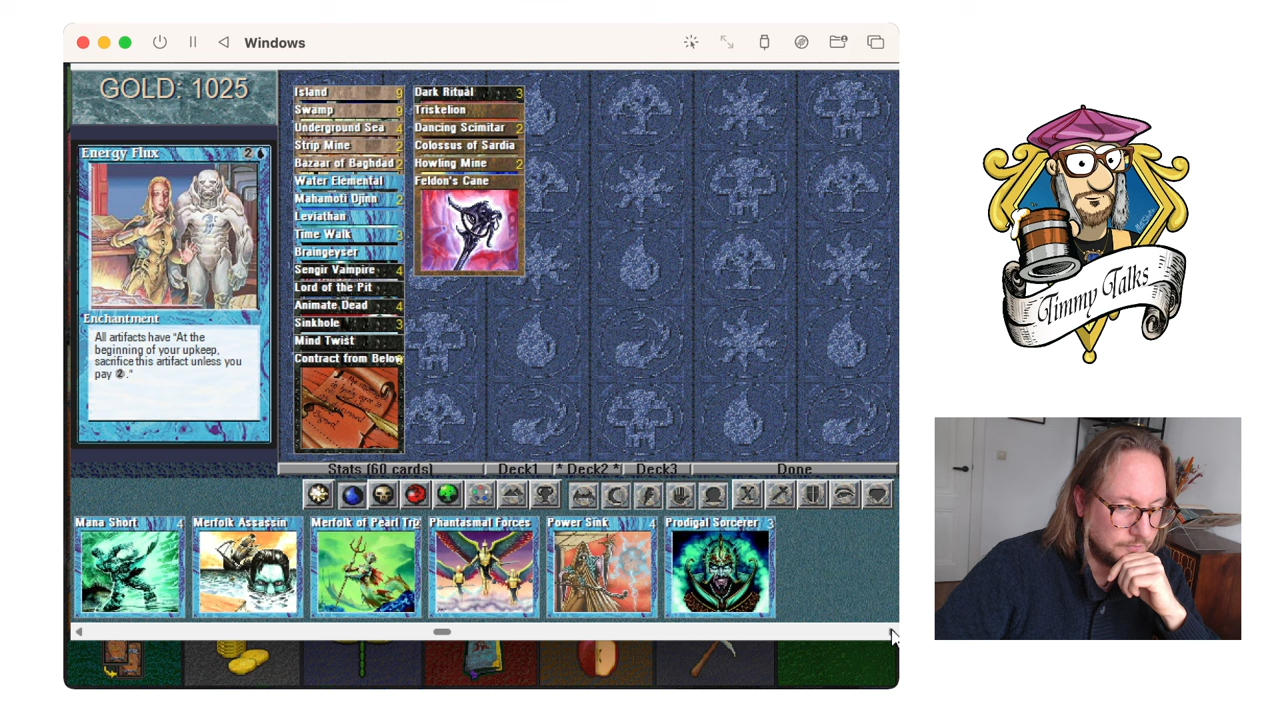 Windows
GOLD: 1025
Energy Flux 2
Enchantment
All artifacts have "At the
beginning of your upkeep,
sacrifice this artifact unless you
pay 2."
Island 9
Swamp 9
Underground Sea 4
Strip Mine 2
Bazaar of Baghdad 2
Water Elemental
Mahamoti Djinn 2
Leviathan
Time Walk 3
Braingeyser
Sengir Vampire 4
Lord of the Pit
Animate Dead 4
Sinkhole 3
Mind Twist
Contract from Below
Dark Ritual 3
Triskelion
Dancing Scimitar 2
Colossus of Sardia
Howling Mine 2
Feldon's Cane
Stats (60 cards) Deck1 * Deck2 * Deck3 Done
X
Mana Short 4
Merfolk Assassin
Merfolk of Pearl Tri 2
Phantasmal Forces
Power Sink 4
Prodigal Sorcerer 3
Timmy Talks